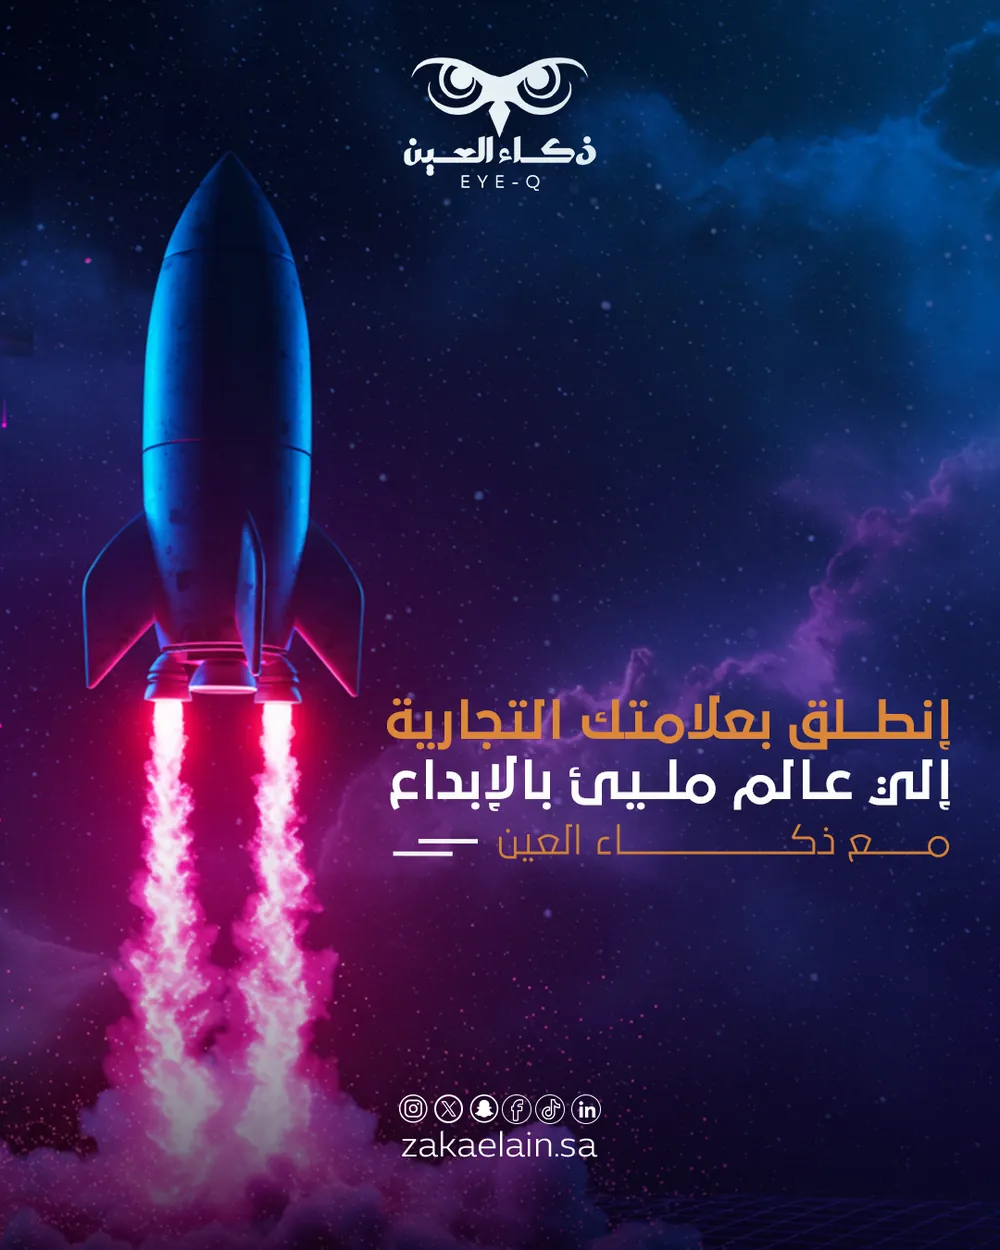 ذكاء العين
EYE-Q
إنطلق بعلامتك التجارية
إلى عالم مليئ بالإبداع
مع ذكاء العين
zakaelain.sa